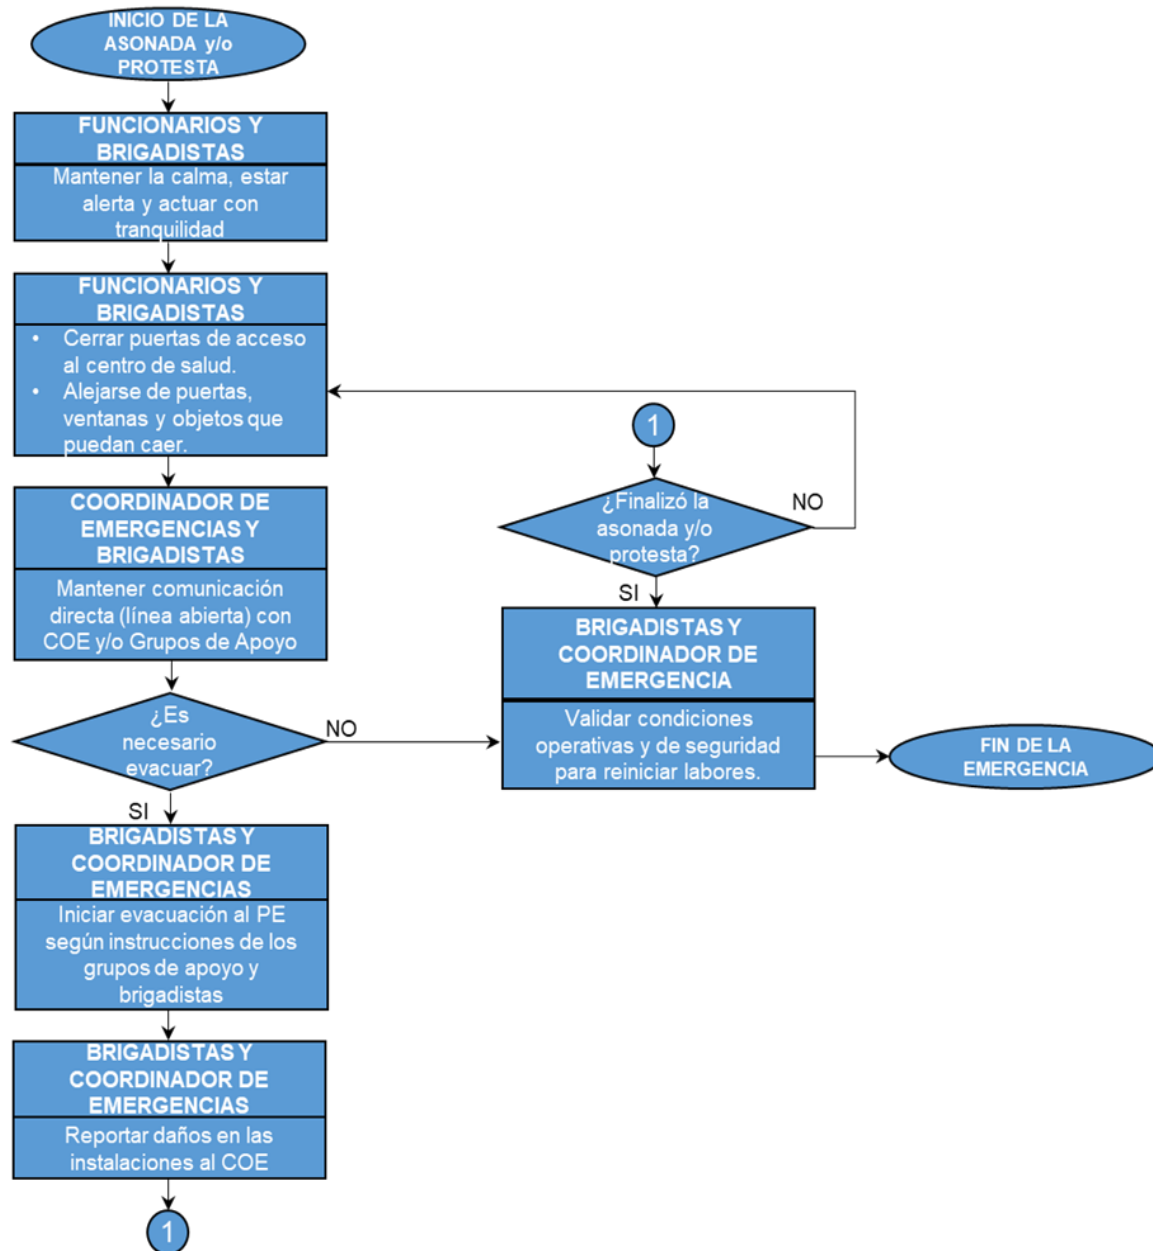 INICIO DE LA
ASONADA y/o
PROTESTA
FUNCIONARIOS Y
BRIGADISTAS
Mantener la calma, estar
alerta y actuar con
tranquilidad
FUNCIONARIOS Y
BRIGADISTAS
• Cerrar puertas de acceso
al centro de salud.
• Alejarse de puertas,
ventanas y objetos que
puedan caer.
COORDINADOR DE
EMERGENCIAS Y
BRIGADISTAS
Mantener comunicación
directa (línea abierta) con
COE y/o Grupos de Apoyo
¿Es
necesario
evacuar?
NO
SI
BRIGADISTAS Y
COORDINADOR DE
EMERGENCIAS
Iniciar evacuación al PE
según instrucciones de los
grupos de apoyo y
brigadistas
BRIGADISTAS Y
COORDINADOR DE
EMERGENCIAS
Reportar daños en las
instalaciones al COE
1
1
¿Finalizó la
asonada y/o
protesta?
NO
SI
BRIGADISTAS Y
COORDINADOR DE
EMERGENCIA
Validar condiciones
operativas y de seguridad
para reiniciar labores.
FIN DE LA
EMERGENCIA